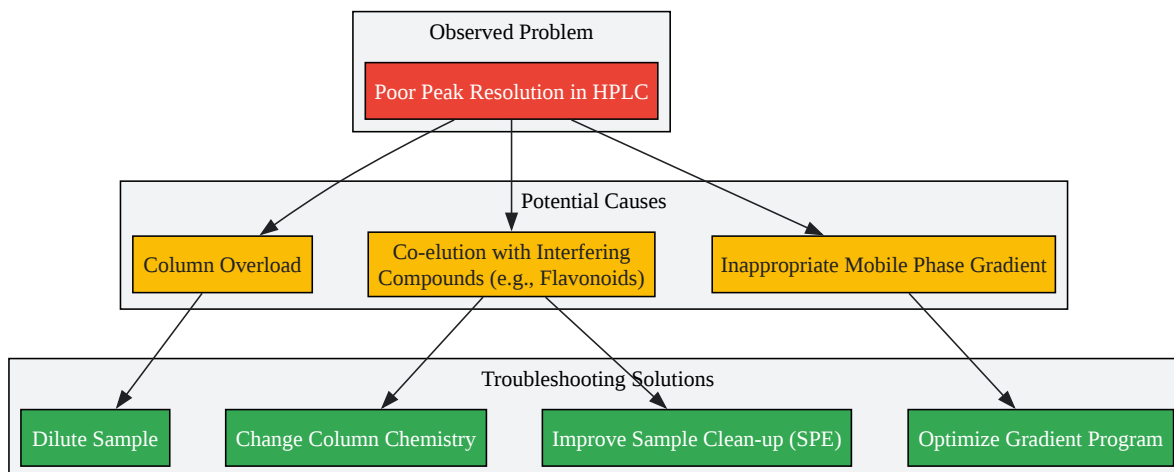 Observed Problem
Poor Peak Resolution in HPLC
Potential Causes
Column Overload
Co-elution with Interfering
Compounds (e.g., Flavonoids)
Inappropriate Mobile Phase Gradient
Troubleshooting Solutions
Dilute Sample
Change Column Chemistry
Improve Sample Clean-up (SPE)
Optimize Gradient Program